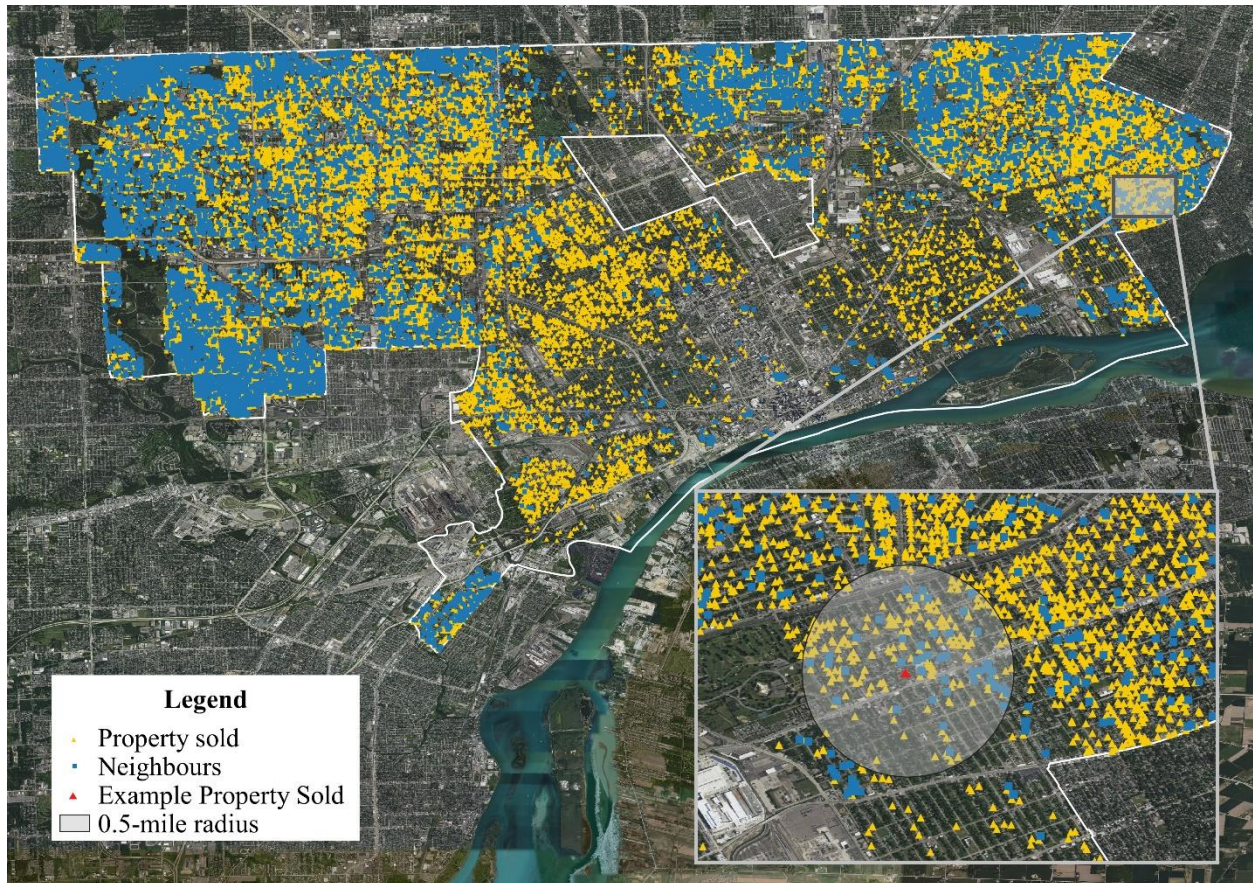 Legend
Property sold
Neighbours
Example Property Sold
0.5-mile radius